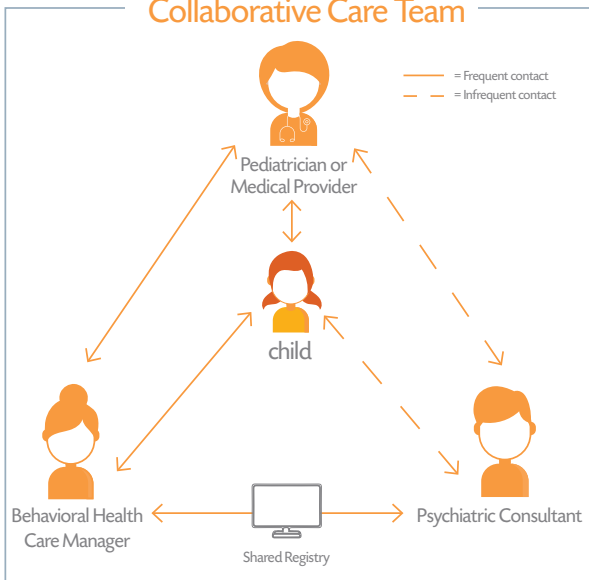 Collaborative Care Team
= Frequent contact
= Infrequent contact
Pediatrician or
Medical Provider
child
Behavioral Health
Care Manager
Psychiatric Consultant
Shared Registry